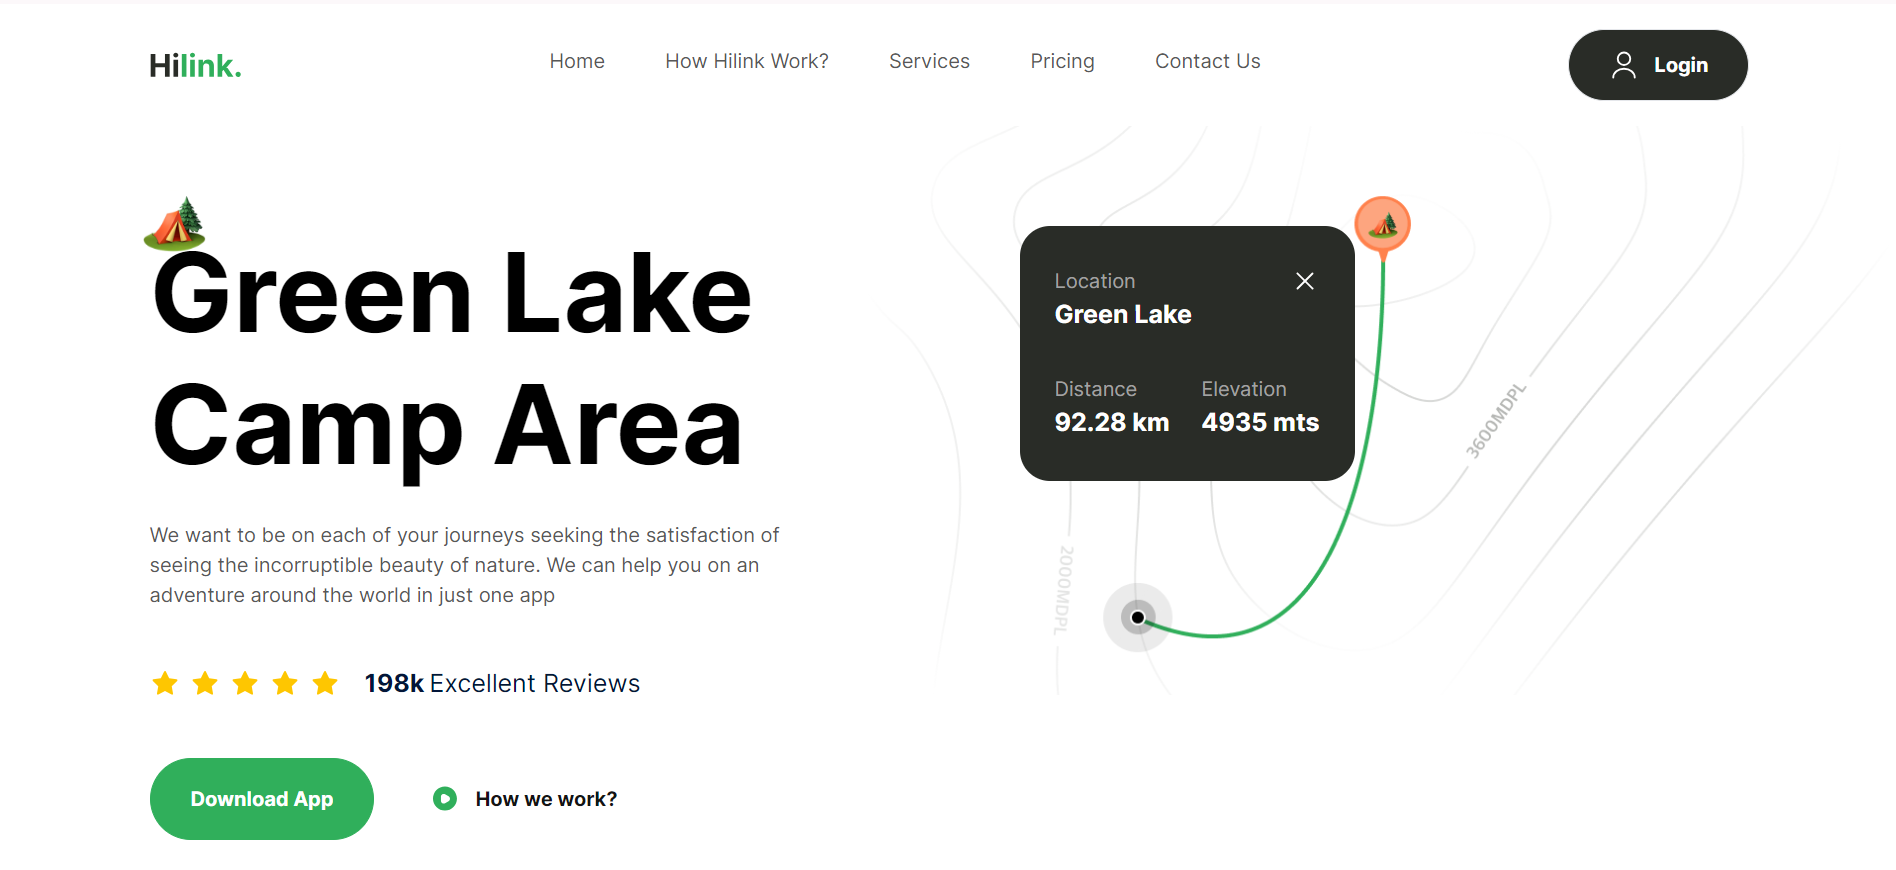 Hilink.
Home
How Hilink Work?
Services
Pricing
Contact Us
Login
Green Lake
Camp Area
We want to be on each of your journeys seeking the satisfaction of
seeing the incorruptible beauty of nature. We can help you on an
adventure around the world in just one app
198k Excellent Reviews
Download App
How we work?
Location
Green Lake
Distance
Elevation
92.28 km
4935 mts
3600MDPL
2000MDPL